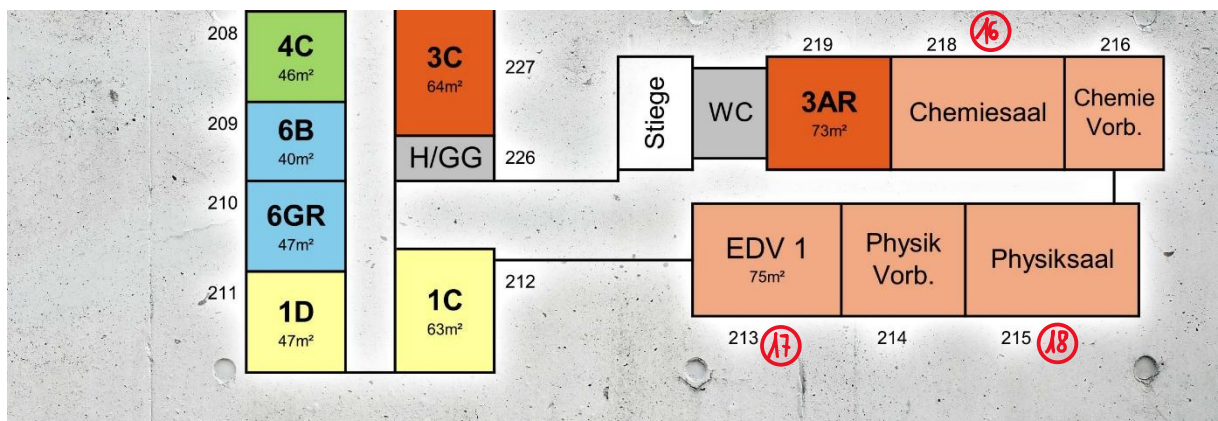 208
4C
46m²
209
6B
40m²
210
6GR
47m²
211
1D
47m²
3C
64m²
227
H/GG
226
1C
63m²
212
Stiege
WC
219
3AR
73m²
218
16
Chemiesaal
216
Chemie
Vorb.
EDV 1
75m²
213
17
Physik
Vorb.
214
Physiksaal
215
18